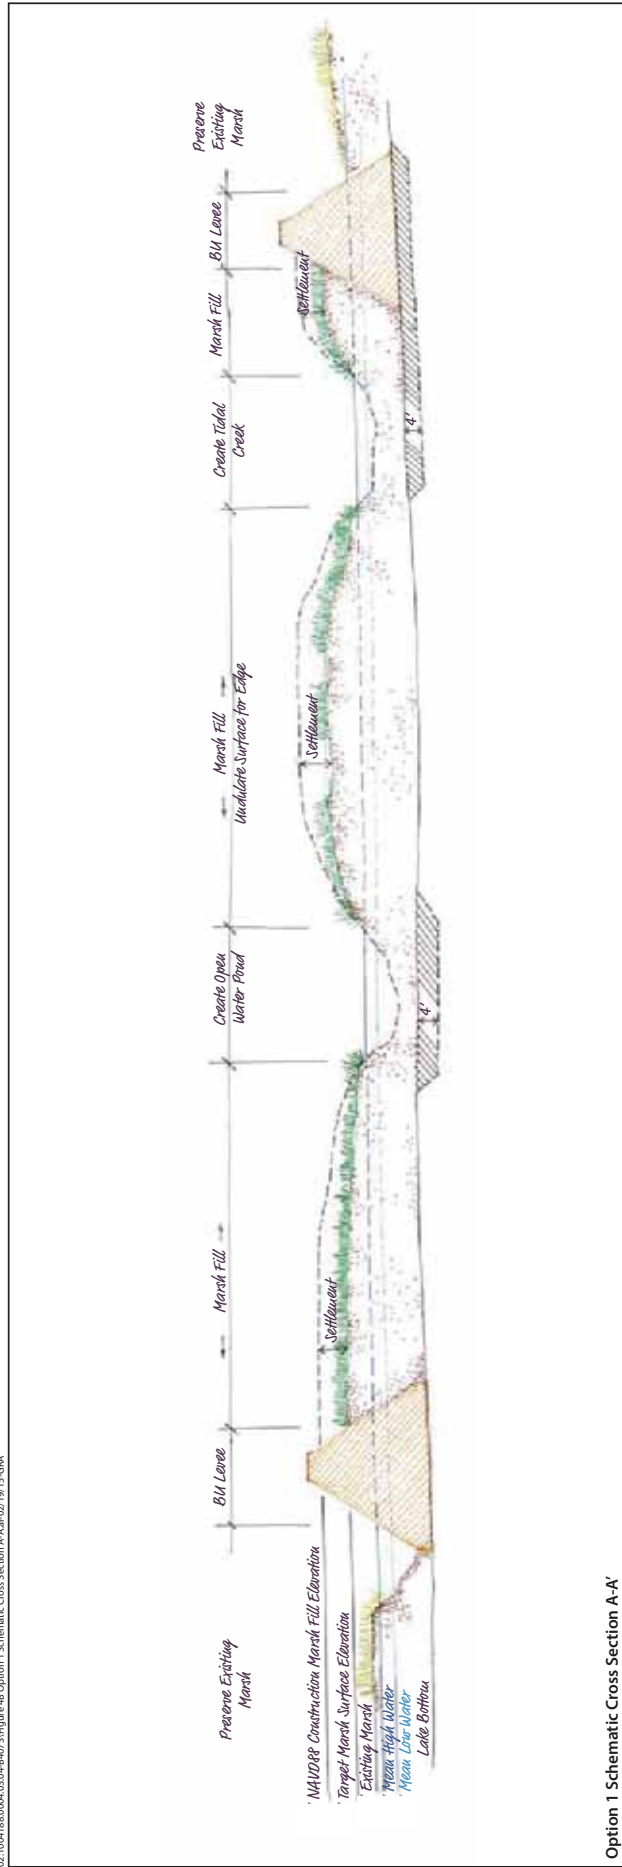 Preserve Existing
Marsh
BU Levee
Marsh Fill
Create Open
Water Pond
Marsh Fill
Undulate Surface for Edge
Create Tidal
Creek
Marsh Fill
BU Levee
Preserve
Existing
Marsh
Settlement
Settlement
Settlement
4'
4'
NAVD88 Construction Marsh Fill Elevation
Target Marsh Surface Elevation
Existing Marsh
Mean High Water
Mean Low Water
Lake Bottom
Option 1 Schematic Cross Section A-A'